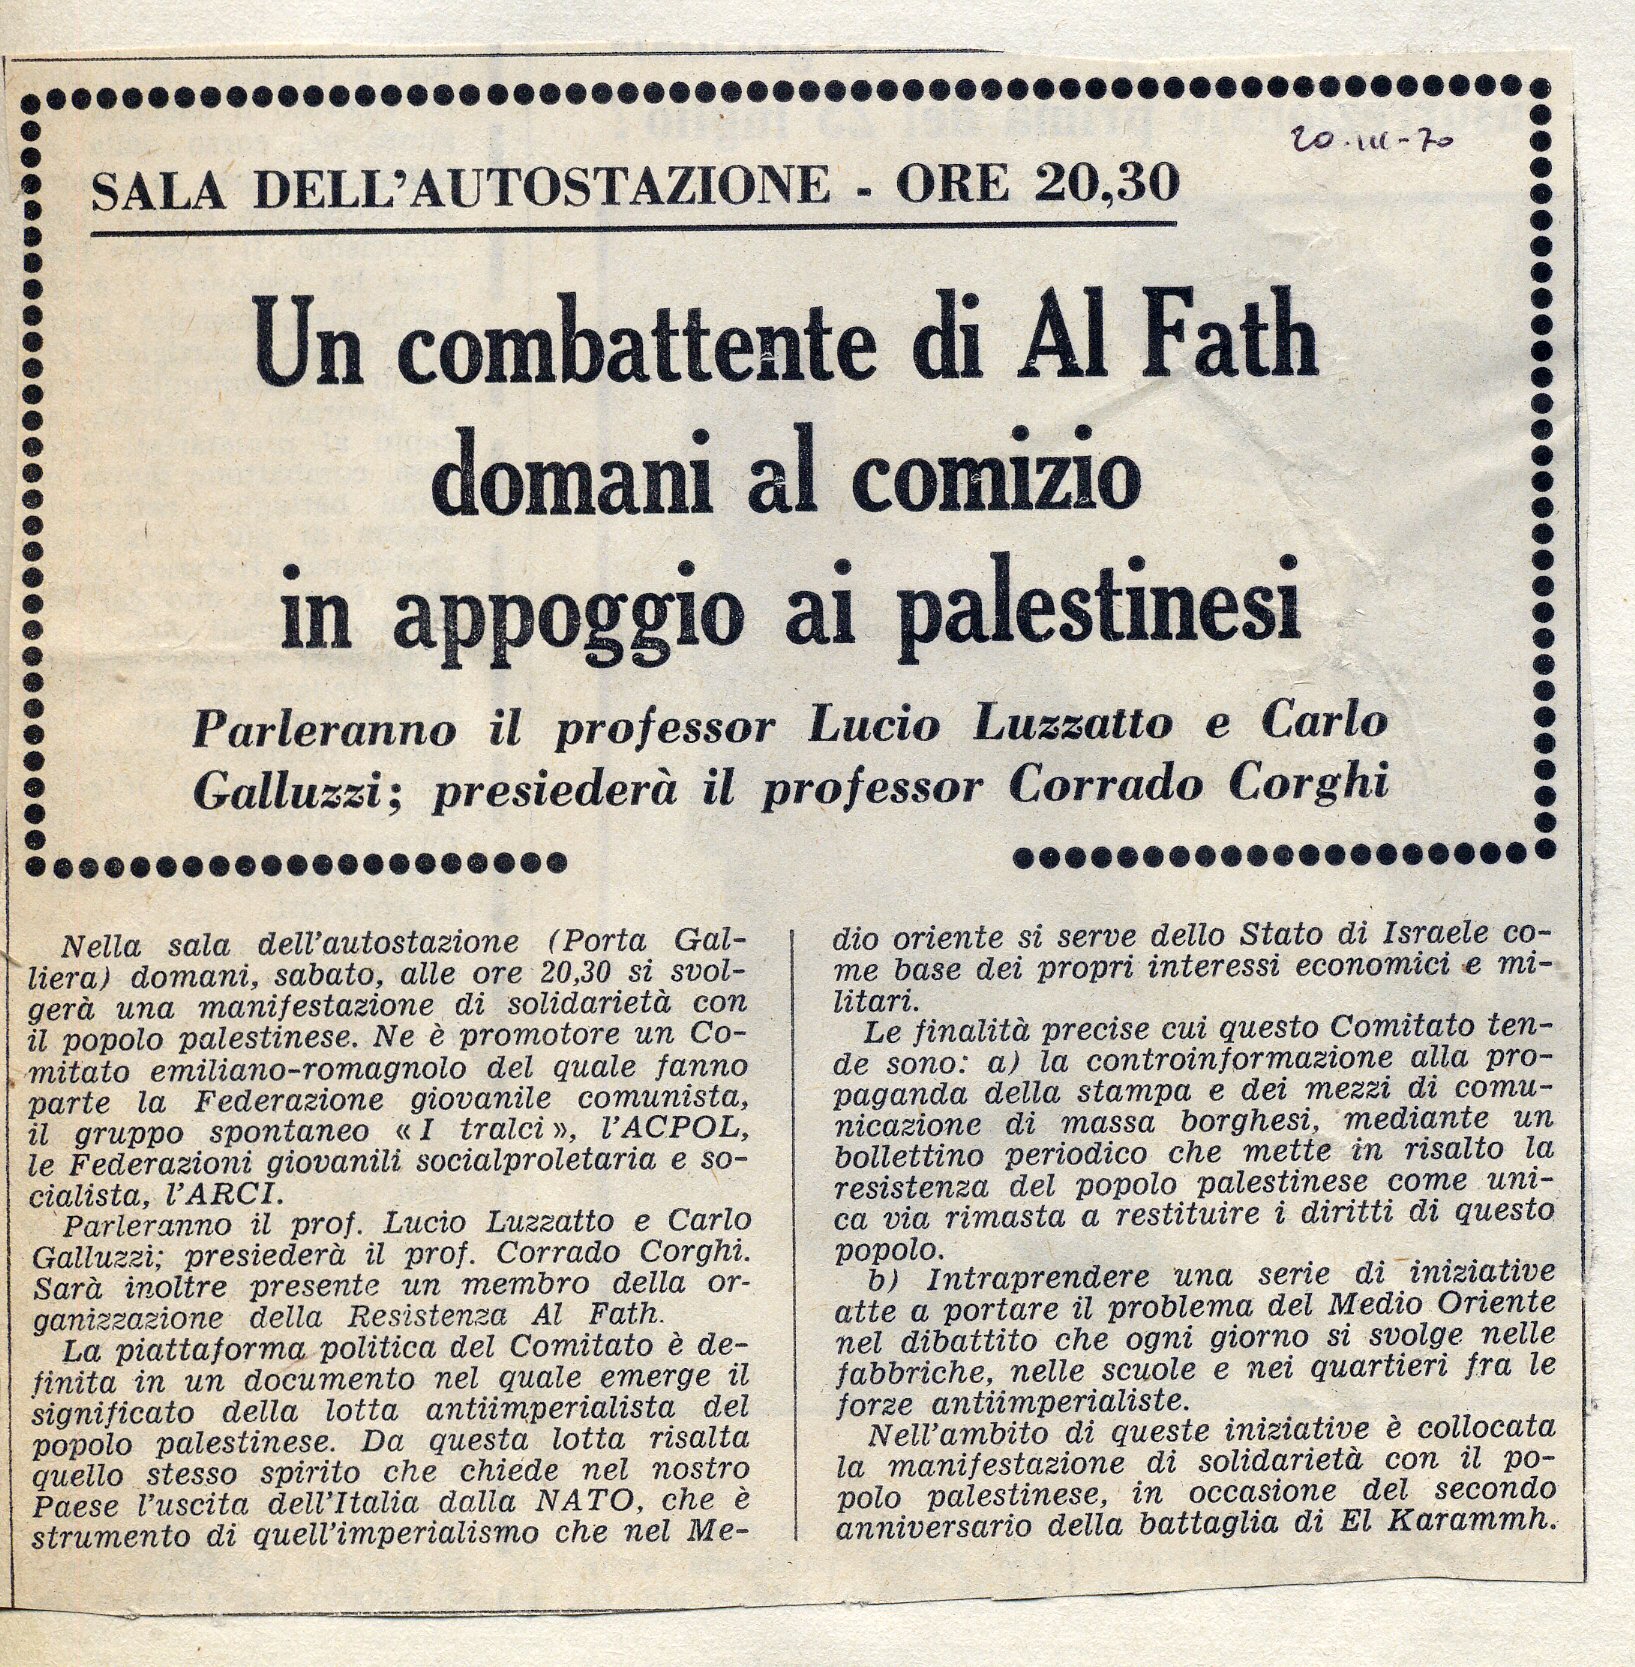 20-III-70
SALA DELL'AUTOSTAZIONE - ORE 20,30
Un combattente di Al Fath
domani al comizio
in appoggio ai palestinesi
Parleranno il professor Lucio Luzzatto e Carlo
Galluzzi; presiederà il professor Corrado Corghi
Nella sala dell'autostazione (Porta Gal-
liera) domani, sabato, alle ore 20,30 si svol-
gerà una manifestazione di solidarietà con
il popolo palestinese. Ne è promotore un Co-
mitato emiliano-romagnolo del quale fanno
parte la Federazione giovanile comunista,
il gruppo spontaneo «I tralci», l'ACPOL,
le Federazioni giovanili socialproletaria e so-
cialista, l'ARCI.
Parleranno il prof. Lucio Luzzatto e Carlo
Galluzzi; presiederà il prof. Corrado Corghi.
Sarà inoltre presente un membro della or-
ganizzazione della Resistenza Al Fath.
La piattaforma politica del Comitato è de-
finita in un documento nel quale emerge il
significato della lotta antiimperialista del
popolo palestinese. Da questa lotta risalta
quello stesso spirito che chiede nel nostro
Paese l'uscita dell'Italia dalla NATO, che è
strumento di quell'imperialismo che nel Me-
dio oriente si serve dello Stato di Israele co-
me base dei propri interessi economici e mi-
litari.
Le finalità precise cui questo Comitato ten-
de sono: a) la controinformazione alla pro-
paganda della stampa e dei mezzi di comu-
nicazione di massa borghesi, mediante un
bollettino periodico che mette in risalto la
resistenza del popolo palestinese come uni-
ca via rimasta a restituire i diritti di questo
popolo.
b) Intraprendere una serie di iniziative
atte a portare il problema del Medio Oriente
nel dibattito che ogni giorno si svolge nelle
fabbriche, nelle scuole e nei quartieri fra le
forze antiimperialiste.
Nell'ambito di queste iniziative è collocata
la manifestazione di solidarietà con il po-
polo palestinese, in occasione del secondo
anniversario della battaglia di El Karammh.